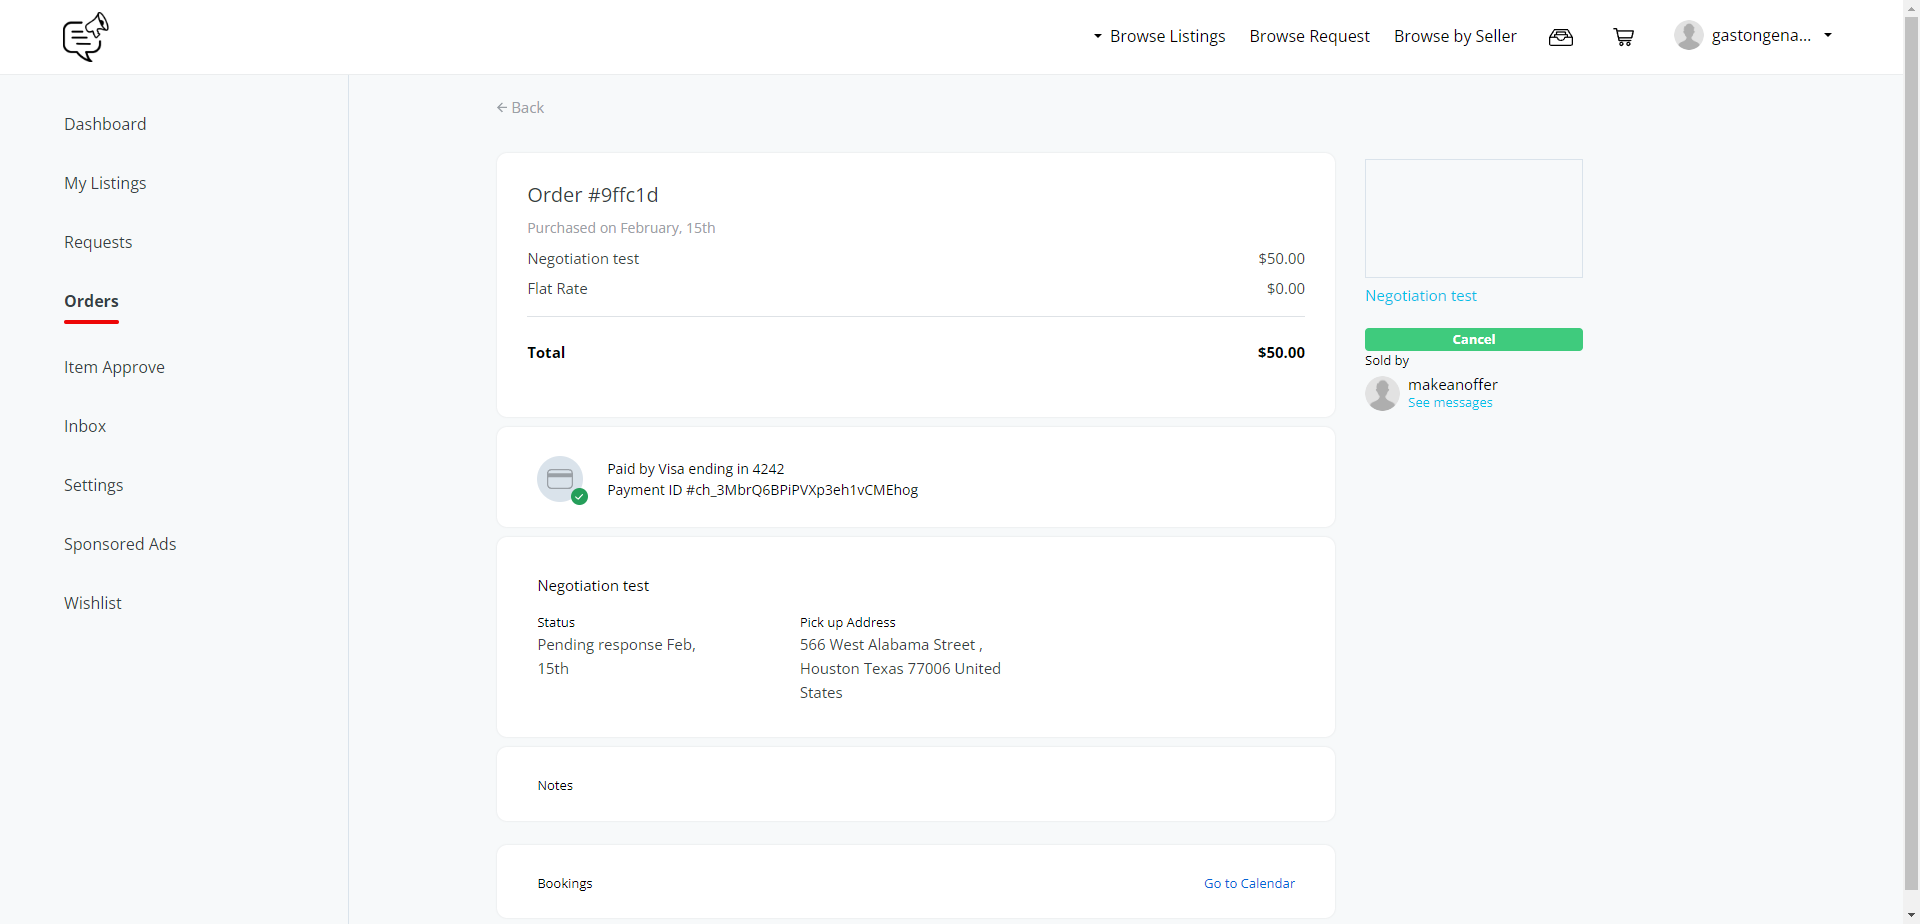 Browse Listings
Browse Request
Browse by Seller
gastongena...
Dashboard
My Listings
Requests
Orders
Item Approve
Inbox
Settings
Sponsored Ads
Wishlist
Back
Order #9ffc1d
Purchased on February, 15th
Negotiation test $50.00
Flat Rate $0.00
Total $50.00
Paid by Visa ending in 4242
Payment ID #ch_3MbrQ6BPiPVXp3eh1vCMEhog
Negotiation test
Status
Pending response Feb,
15th
Pick up Address
566 West Alabama Street ,
Houston Texas 77006 United
States
Notes
Bookings
Go to Calendar
Negotiation test
Cancel
Sold by
makeanoffer
See messages